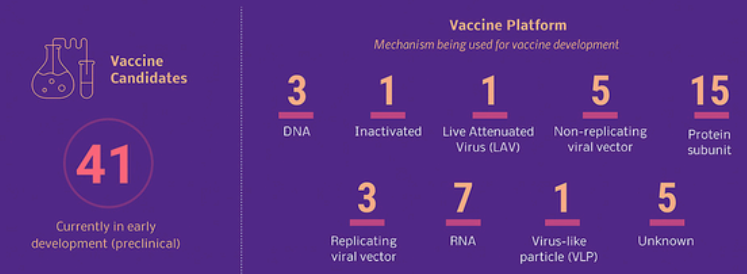 Vaccine
Candidates
41
Currently in early
development (preclinical)
Vaccine Platform
Mechanism being used for vaccine development
3
DNA
1
Inactivated
1
Live Attenuated
Virus (LAV)
5
Non-replicating
viral vector
15
Protein
subunit
3
Replicating
viral vector
7
RNA
1
Virus-like
particle (VLP)
5
Unknown